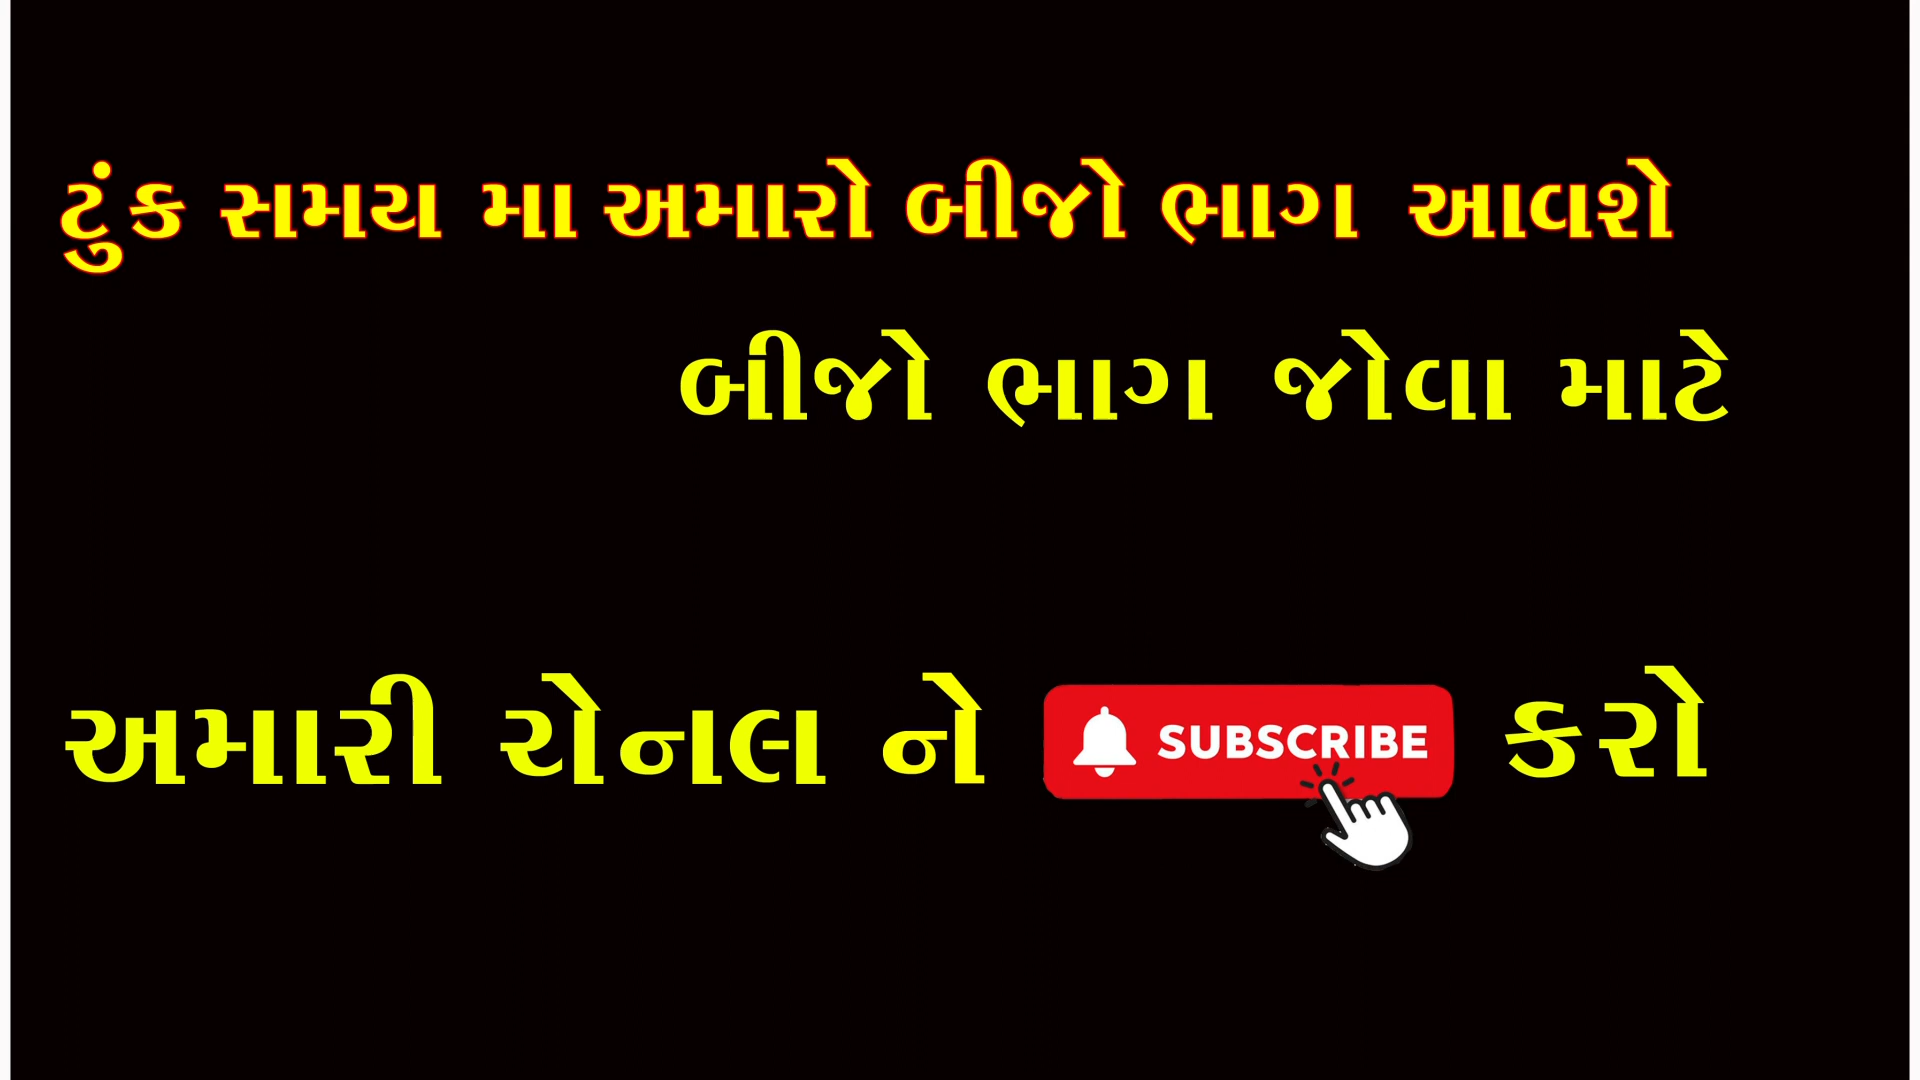 ટુંક સમય મા અમારો બીજો ભાગ આવશે
બીજો ભાગ જોવા માટે
અમારી ચેનલ ને SUBSCRIBE કરો